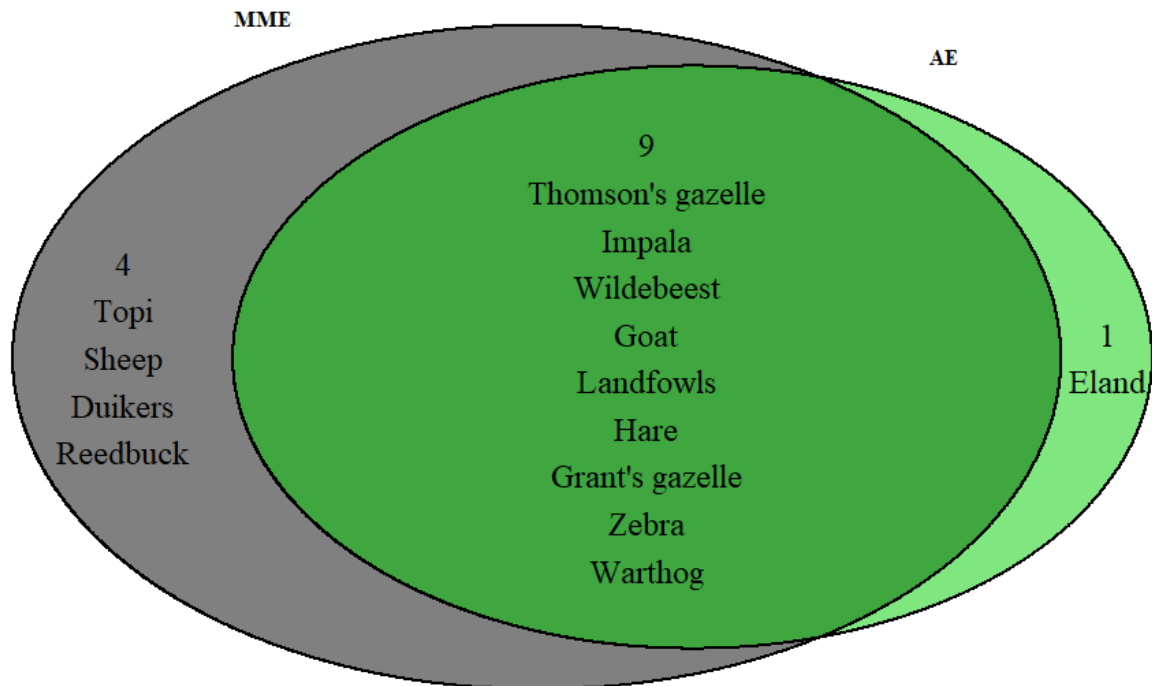 MME
AE
9
Thomson's gazelle
Impala
Wildebeest
Goat
Landfowls
Hare
Grant's gazelle
Zebra
Warthog
4
Topi
Sheep
Duikers
Reedbuck
1
Eland